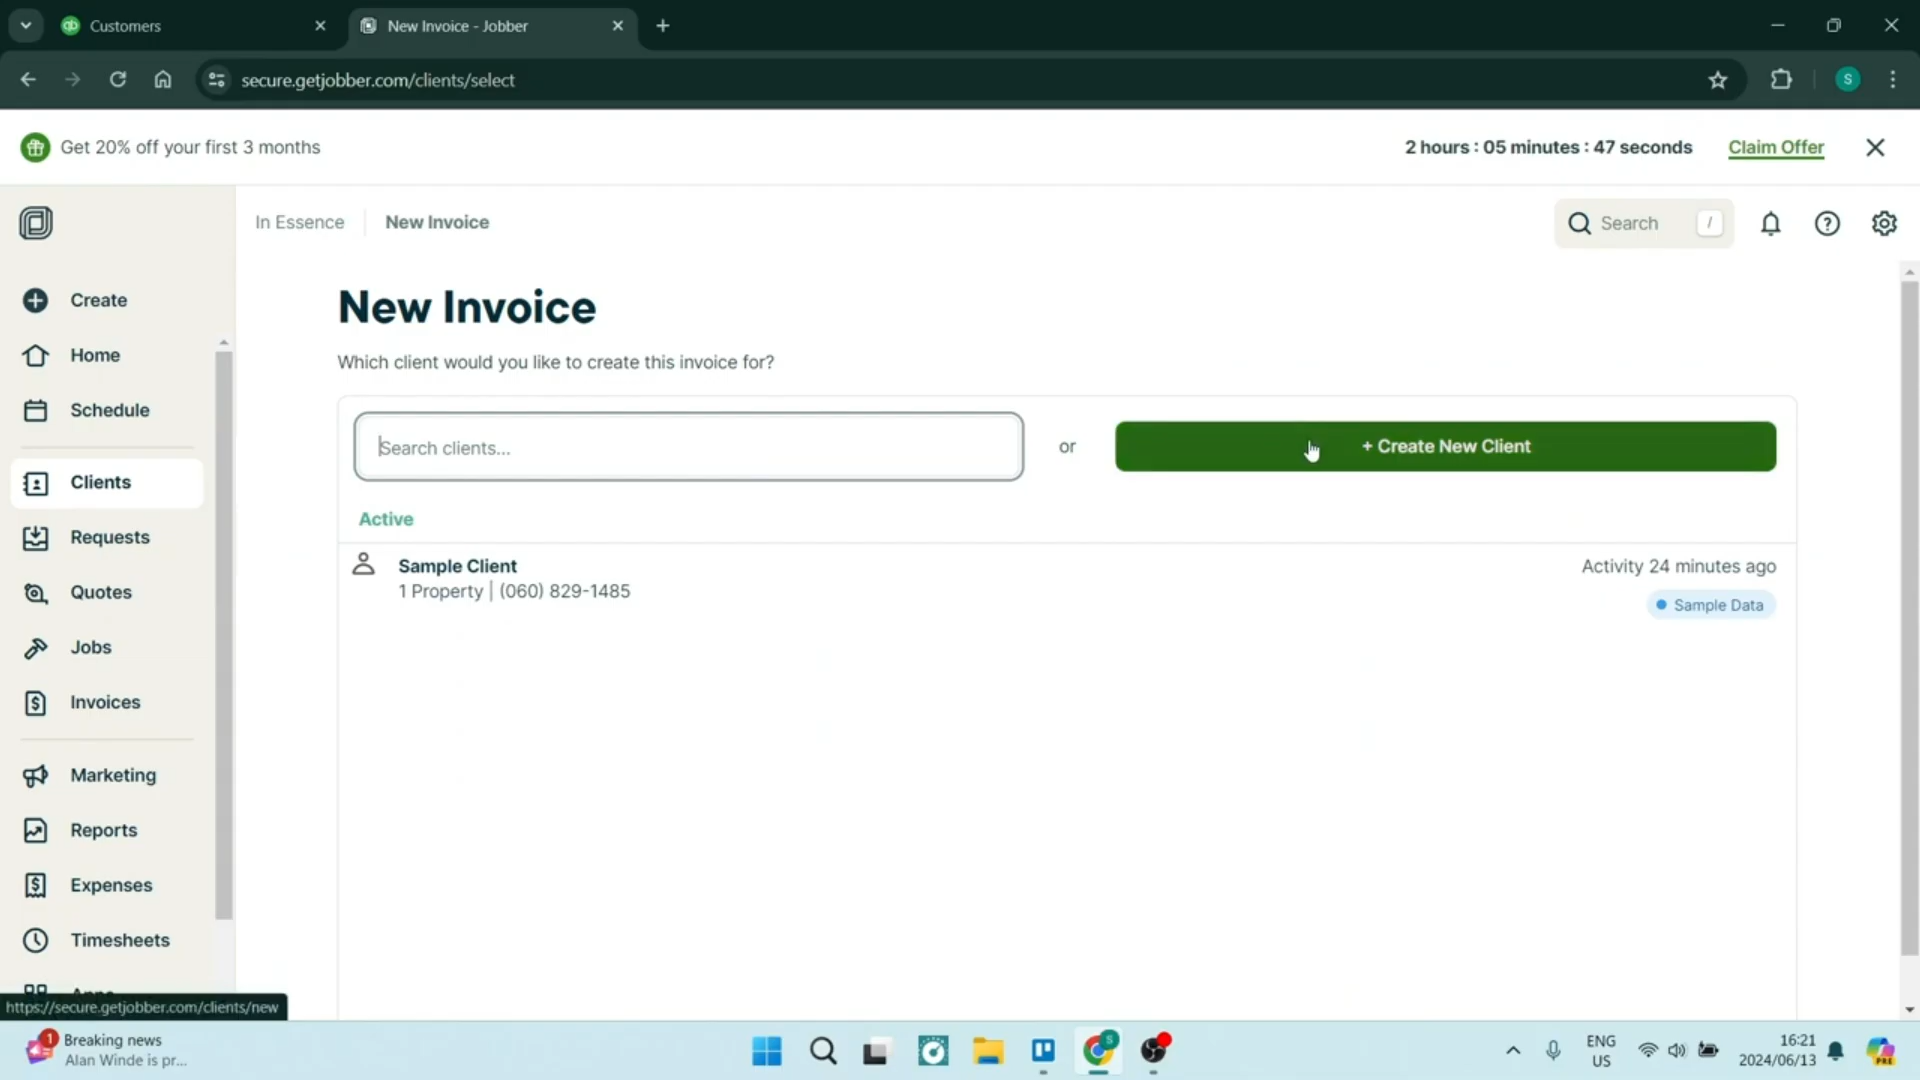 Customers
New Invoice - Jobber
secure.getjobber.com/clients/select
S
Get 20% off your first 3 months
2 hours : 05 minutes : 47 seconds
Claim Offer
In Essence
New Invoice
Search /
Create
Home
Schedule
Clients
Requests
Quotes
Jobs
Invoices
Marketing
Reports
Expenses
Timesheets
New Invoice
Which client would you like to create this invoice for?
Search clients...
or
+ Create New Client
Active
Sample Client
Activity 24 minutes ago
1 Property | (060) 829-1485
Sample Data
https://secure.getjobber.com/clients/new
1
Breaking news
Alan Winde is pr...
S
ENG
US
16:21
2024/06/13
PRE